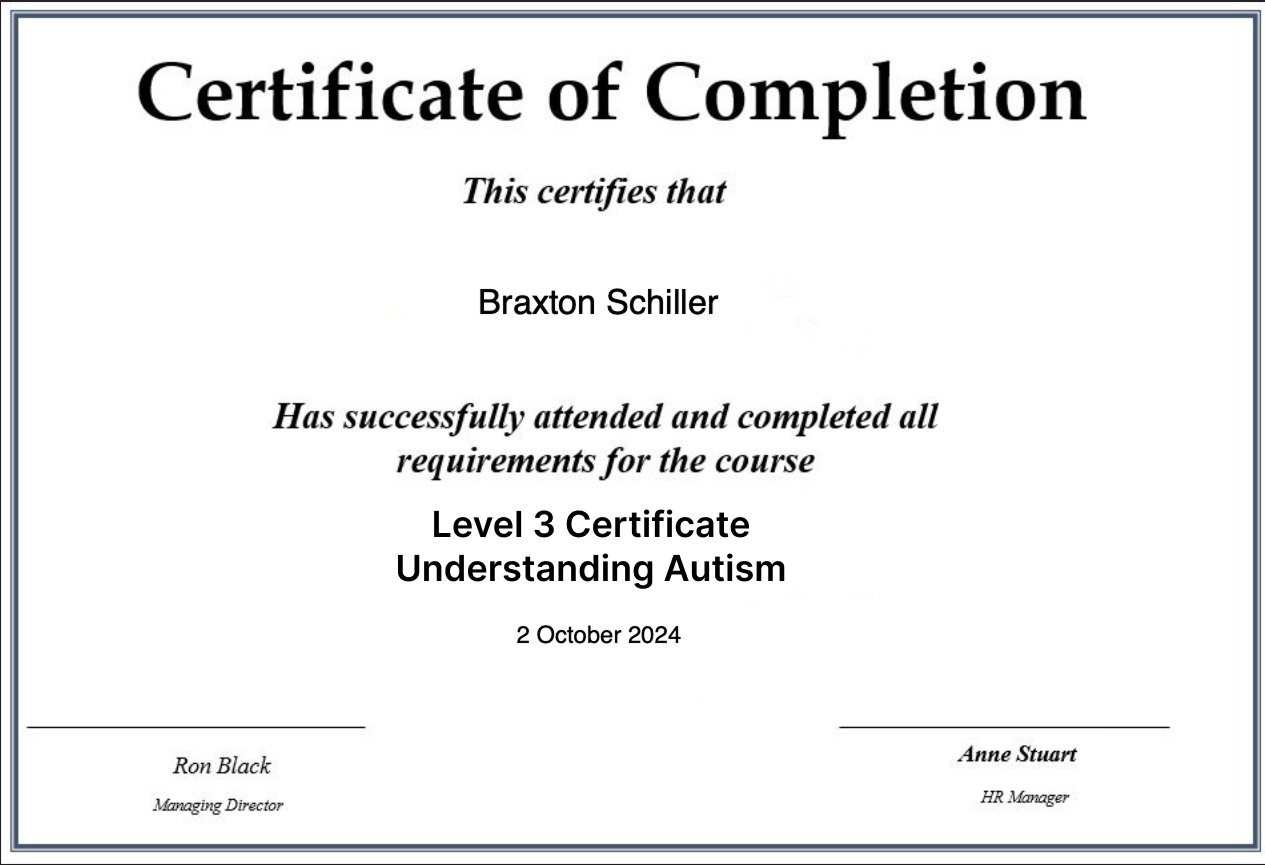 Certificate of Completion
This certifies that
Braxton Schiller
Has successfully attended and completed all
requirements for the course
Level 3 Certificate
Understanding Autism
2 October 2024
Ron Black
Managing Director
Anne Stuart
HR Manager